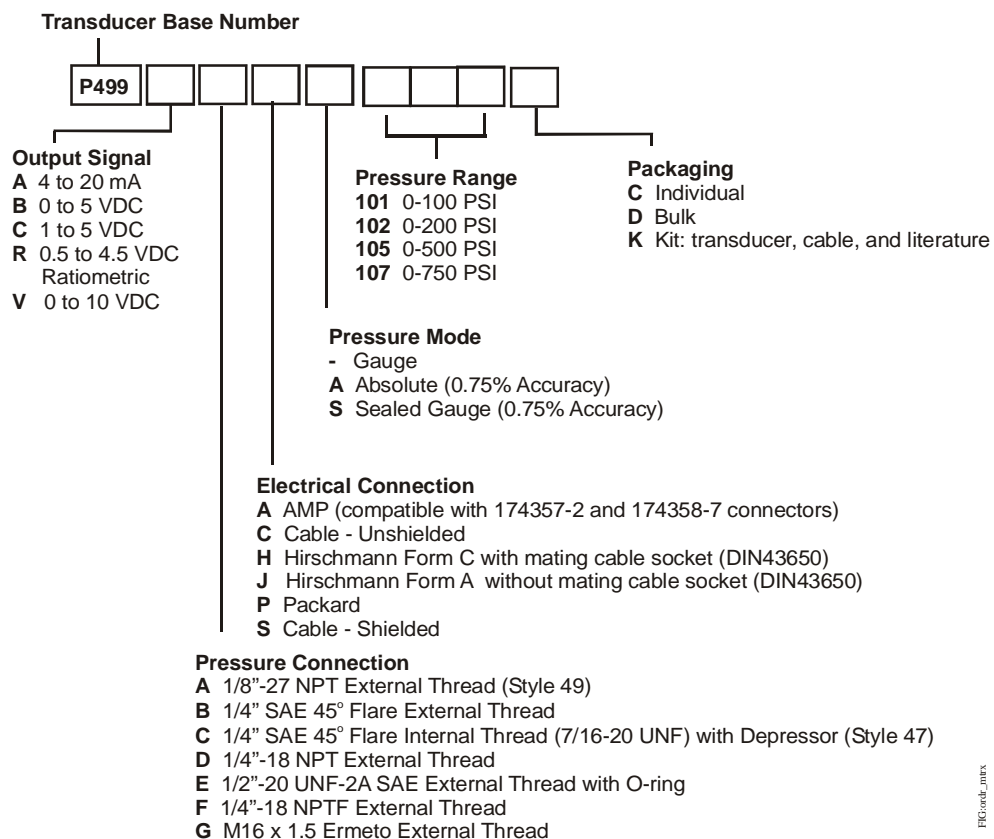 Transducer Base Number
P499
Output Signal
A 4 to 20 mA
B 0 to 5 VDC
C 1 to 5 VDC
R 0.5 to 4.5 VDC
Ratiometric
V 0 to 10 VDC
Pressure Range
101 0-100 PSI
102 0-200 PSI
105 0-500 PSI
107 0-750 PSI
Packaging
C Individual
D Bulk
K Kit: transducer, cable, and literature
Pressure Mode
- Gauge
A Absolute (0.75% Accuracy)
S Sealed Gauge (0.75% Accuracy)
Electrical Connection
A AMP (compatible with 174357-2 and 174358-7 connectors)
C Cable - Unshielded
H Hirschmann Form C with mating cable socket (DIN43650)
J Hirschmann Form A without mating cable socket (DIN43650)
P Packard
S Cable - Shielded
Pressure Connection
A 1/8”-27 NPT External Thread (Style 49)
B 1/4” SAE 45° Flare External Thread
C 1/4” SAE 45° Flare Internal Thread (7/16-20 UNF) with Depressor (Style 47)
D 1/4”-18 NPT External Thread
E 1/2”-20 UNF-2A SAE External Thread with O-ring
F 1/4”-18 NPTF External Thread
G M16 x 1.5 Ermeto External Thread
FIG:ordr_mtrx